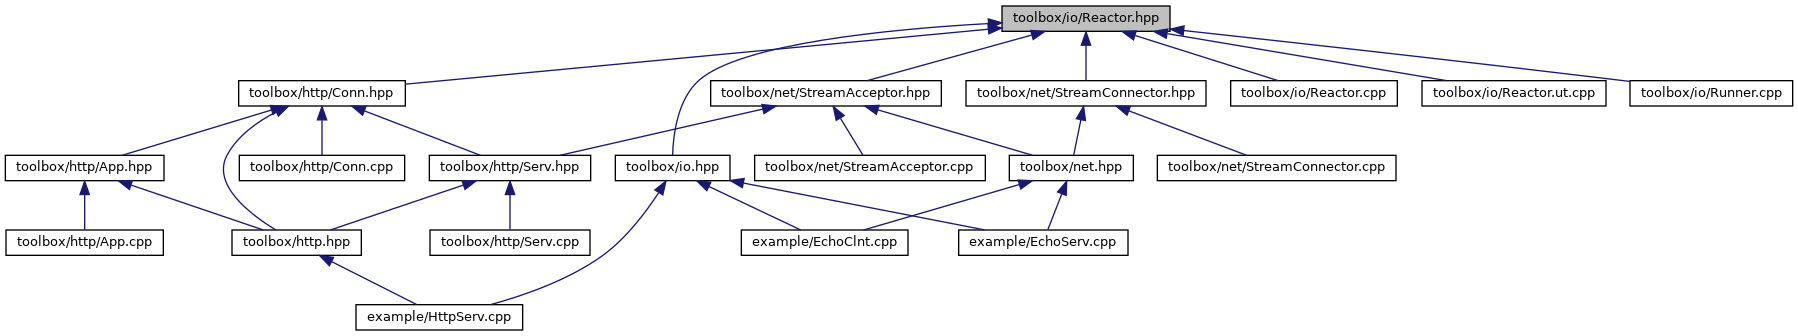 toolbox/io/Reactor.hpp
toolbox/http/Conn.hpp
toolbox/net/StreamAcceptor.hpp
toolbox/net/StreamConnector.hpp
toolbox/io/Reactor.cpp
toolbox/io/Reactor.ut.cpp
toolbox/io/Runner.cpp
toolbox/http/App.hpp
toolbox/http/Conn.cpp
toolbox/http/Serv.hpp
toolbox/io.hpp
toolbox/net/StreamAcceptor.cpp
toolbox/net.hpp
toolbox/net/StreamConnector.cpp
toolbox/http/App.cpp
toolbox/http.hpp
toolbox/http/Serv.cpp
example/EchoClnt.cpp
example/EchoServ.cpp
example/HttpServ.cpp